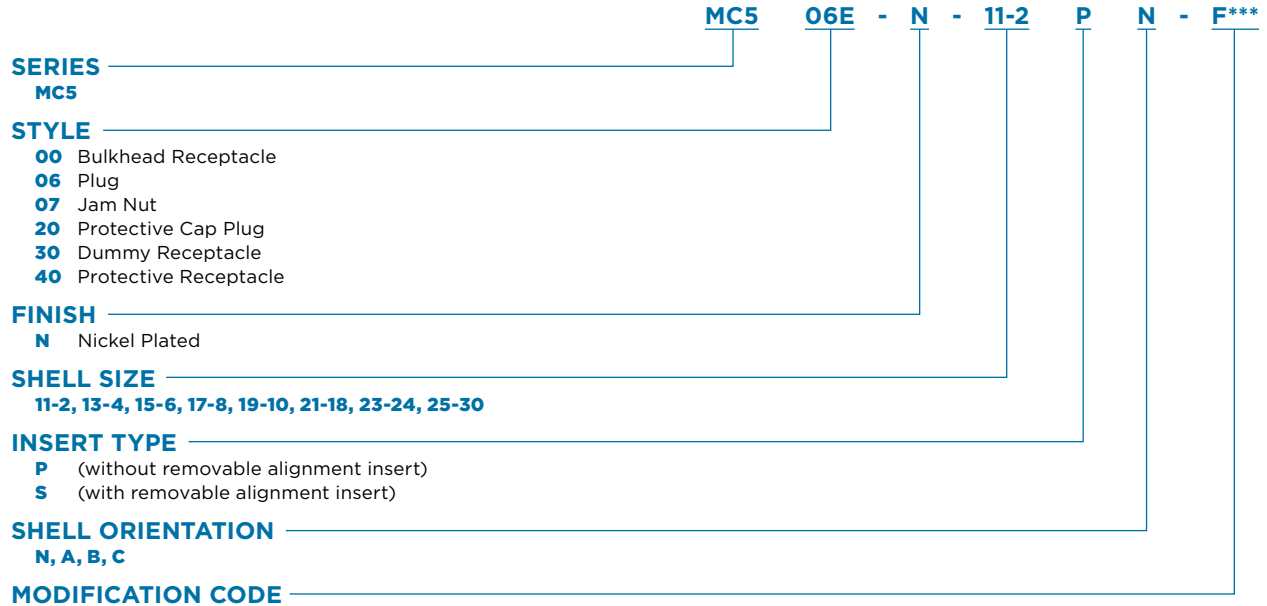 MC5 06E - N - 11-2 P N - F***
SERIES
MC5
STYLE
00 Bulkhead Receptacle
06 Plug
07 Jam Nut
20 Protective Cap Plug
30 Dummy Receptacle
40 Protective Receptacle
FINISH
N Nickel Plated
SHELL SIZE
11-2, 13-4, 15-6, 17-8, 19-10, 21-18, 23-24, 25-30
INSERT TYPE
P (without removable alignment insert)
S (with removable alignment insert)
SHELL ORIENTATION
N, A, B, C
MODIFICATION CODE